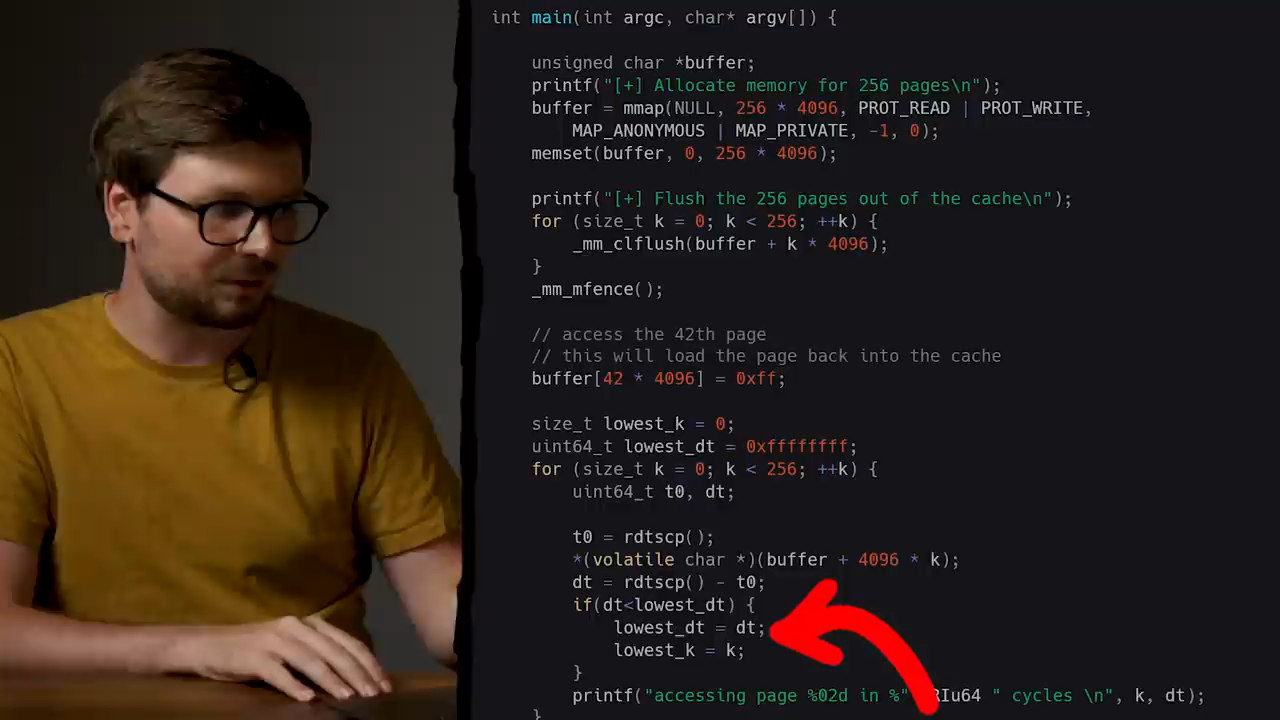 int main(int argc, char* argv[]) {
unsigned char *buffer;
printf("[+] Allocate memory for 256 pages\n");
buffer = mmap(NULL, 256 * 4096, PROT_READ | PROT_WRITE,
MAP_ANONYMOUS | MAP_PRIVATE, -1, 0);
memset(buffer, 0, 256 * 4096);
printf("[+] Flush the 256 pages out of the cache\n");
for (size_t k = 0; k < 256; ++k) {
_mm_clflush(buffer + k * 4096);
}
_mm_mfence();
// access the 42th page
// this will load the page back into the cache
buffer[42 * 4096] = 0xff;
size_t lowest_k = 0;
uint64_t lowest_dt = 0xffffffff;
for (size_t k = 0; k < 256; ++k) {
uint64_t t0, dt;
t0 = rdtscp();
*(volatile char *)(buffer + 4096 * k);
dt = rdtscp() - t0;
if(dt<lowest_dt) {
lowest_dt = dt;
lowest_k = k;
}
printf("accessing page %02d in %" RIu64 " cycles \n", k, dt);
}